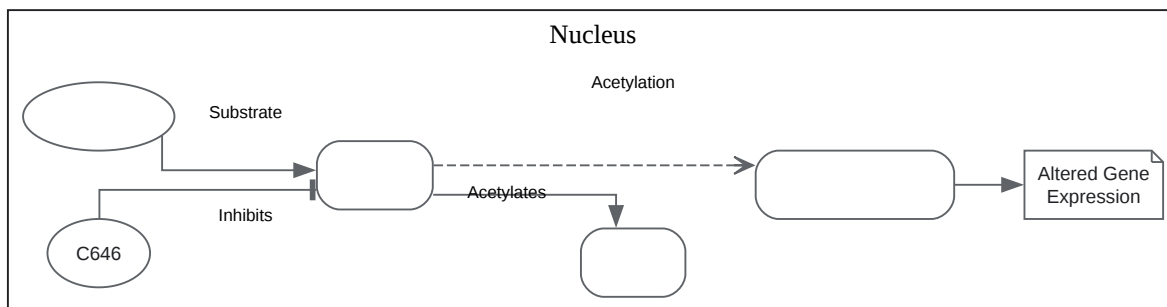 Nucleus
Acetylation
Substrate
Altered Gene
Expression
Acetylates
Inhibits
C646